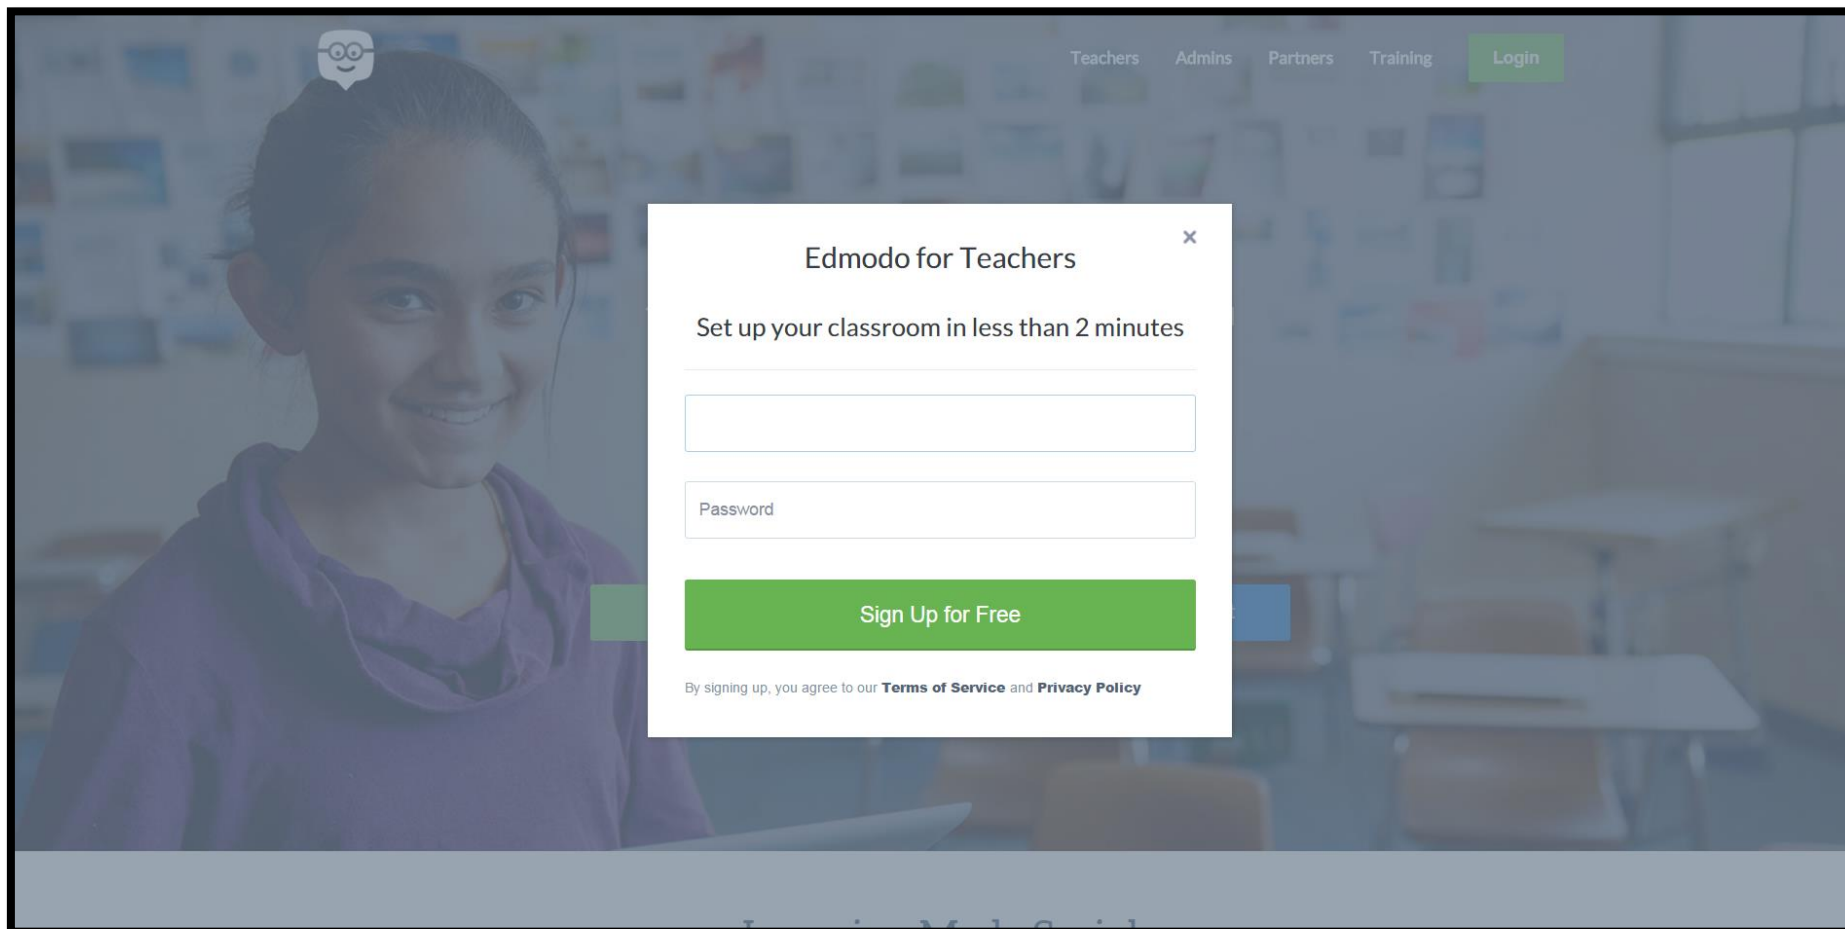 Teachers Admins Partners Training Login
×
Edmodo for Teachers
Set up your classroom in less than 2 minutes
Password
Sign Up for Free
By signing up, you agree to our Terms of Service and Privacy Policy